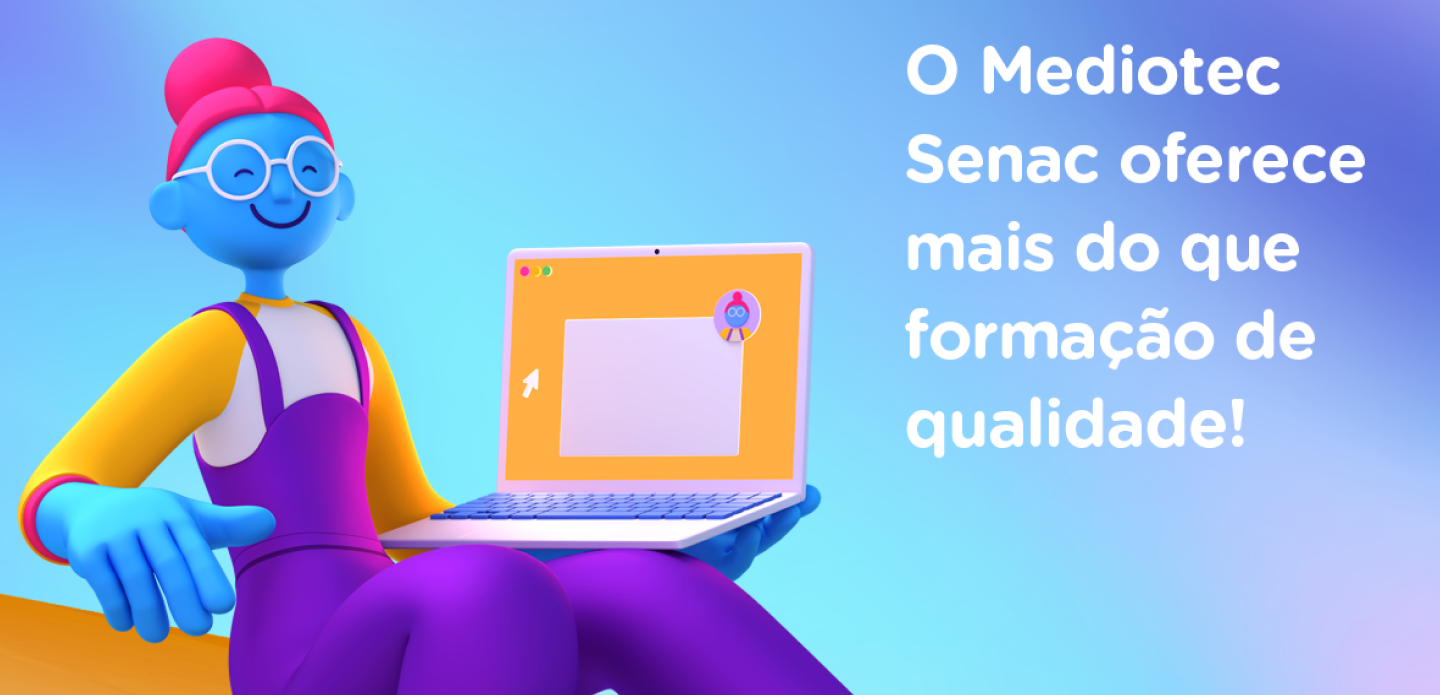 O Mediotec
Senac oferece
mais do que
formação de
qualidade!